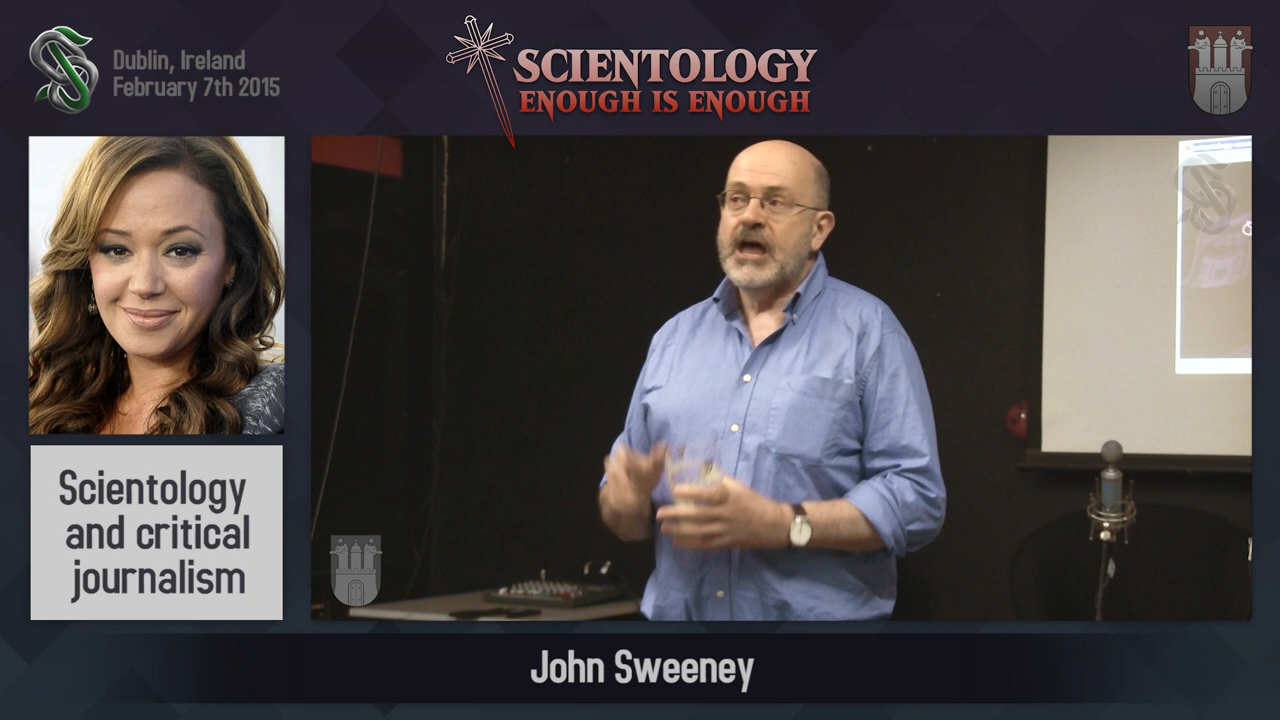 Dublin, Ireland
February 7th 2015
SCIENTOLOGY
ENOUGH IS ENOUGH
Scientology
and critical
journalism
John Sweeney